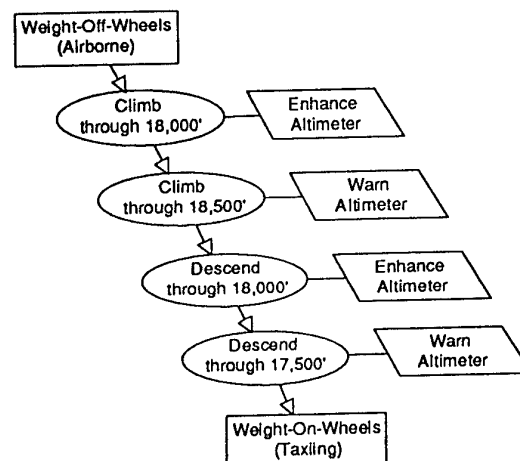 Weight-Off-Wheels
(Airborne)
Climb
through 18,000'
Enhance
Altimeter
Climb
through 18,500'
Warn
Altimeter
Descend
through 18,000'
Enhance
Altimeter
Descend
through 17,500'
Warn
Altimeter
Weight-On-Wheels
(Taxiing)